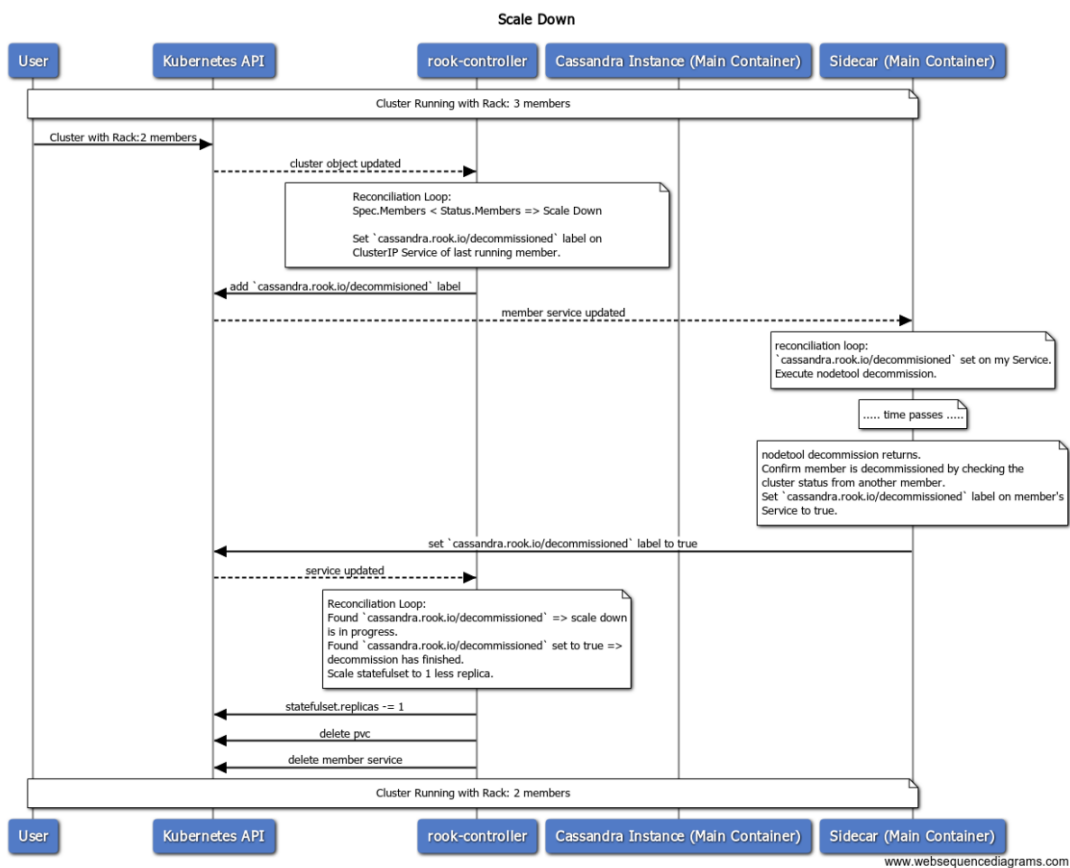 Scale Down
User
Kubernetes API
rook-controller
Cassandra Instance (Main Container)
Sidecar (Main Container)
Cluster Running with Rack: 3 members
Cluster with Rack:2 members
cluster object updated
Reconciliation Loop:
Spec.Members < Status.Members => Scale Down
Set `cassandra.rook.io/decommissioned` label on
ClusterIP Service of last running member.
add `cassandra.rook.io/decommisioned` label
member service updated
reconciliation loop:
`cassandra.rook.io/decommisioned` set on my Service.
Execute nodetool decommission.
..... time passes .....
nodetool decommission returns.
Confirm member is decommissioned by checking the
cluster status from another member.
Set `cassandra.rook.io/decommissioned` label on member's
Service to true.
set `cassandra.rook.io/decommissioned` label to true
service updated
Reconciliation Loop:
Found `cassandra.rook.io/decommissioned` => scale down
is in progress.
Found `cassandra.rook.io/decommissioned` set to true =>
decommission has finished.
Scale statefulset to 1 less replica.
statefulset.replicas -= 1
delete pvc
delete member service
Cluster Running with Rack: 2 members
User
Kubernetes API
rook-controller
Cassandra Instance (Main Container)
Sidecar (Main Container)
www.websequencediagrams.com